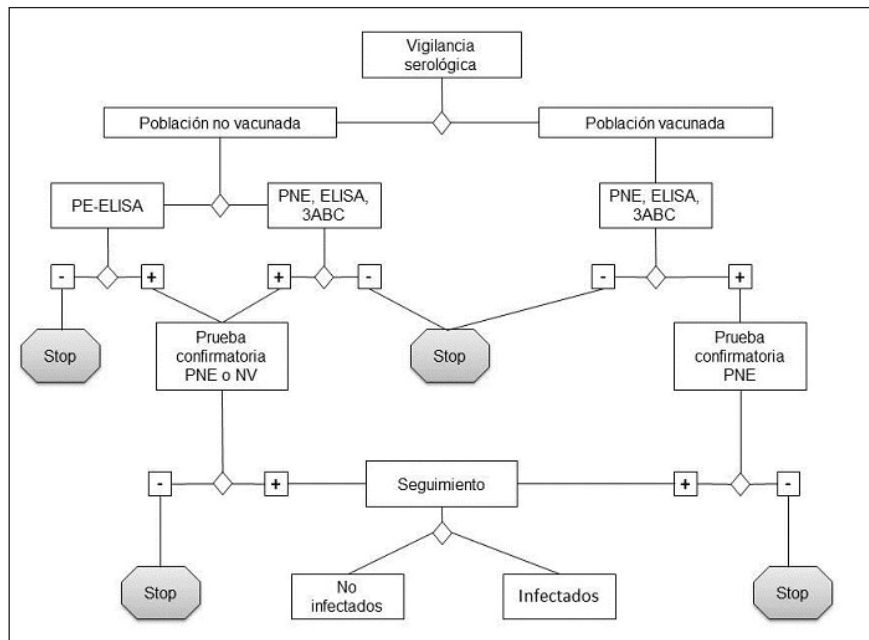 Vigilancia
serológica
Población no vacunada
Población vacunada
PE-ELISA
PNE, ELISA,
3ABC
PNE, ELISA,
3ABC
-
+
+
-
-
+
Stop
Prueba
confirmatoria
PNE o NV
Stop
Prueba
confirmatoria
PNE
-
+
Seguimiento
+
-
Stop
No
infectados
Infectados
Stop